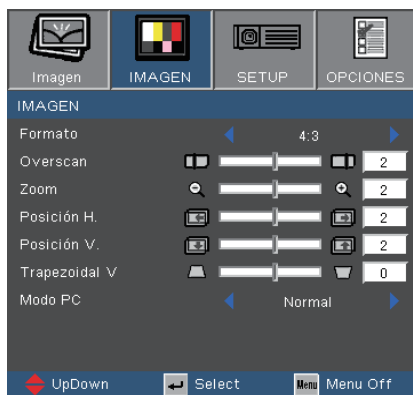 Imagen IMAGEN SETUP OPCIONES
IMAGEN
Formato 4:3
Overscan 2
Zoom 2
Posición H. 2
Posición V. 2
Trapezoidal V 0
Modo PC Normal
UpDown Select Menu Menu Off